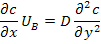 ∂c/∂x U_B = D ∂²c/∂y²